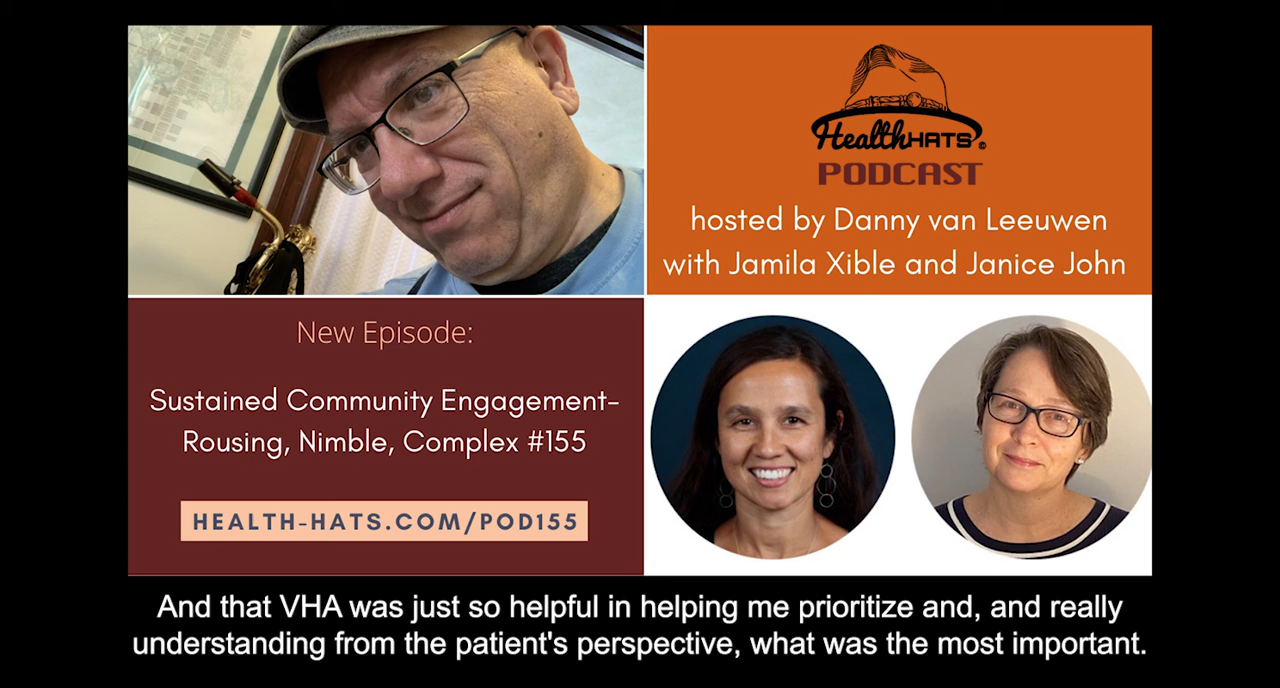 HealthHATS©
PODCAST
hosted by Danny van Leeuwen
with Jamila Xible and Janice John
New Episode:
Sustained Community Engagement-
Rousing, Nimble, Complex #155
HEALTH-HATS.COM/POD155
And that VHA was just so helpful in helping me prioritize and, and really
understanding from the patient's perspective, what was the most important.